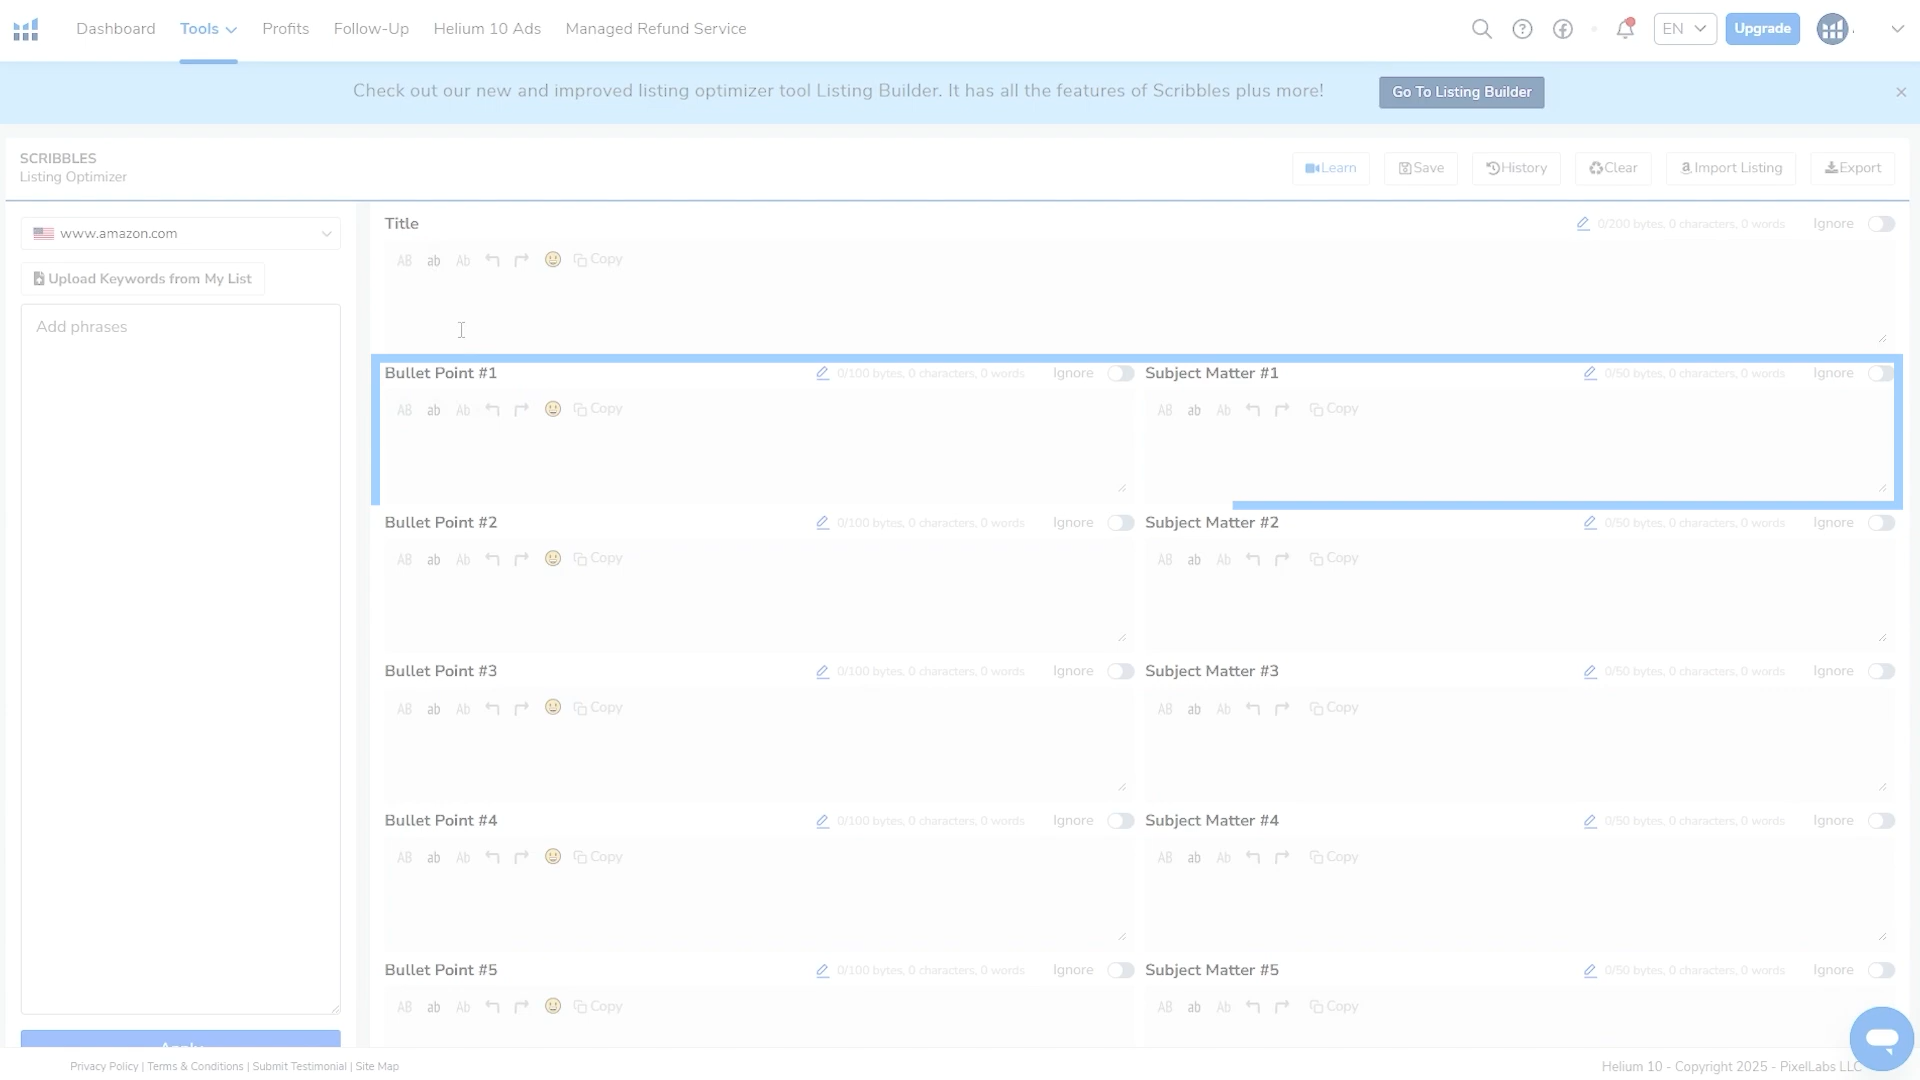 Dashboard Tools Profits Follow-Up Helium 10 Ads Managed Refund Service EN Upgrade
Check out our new and improved listing optimizer tool Listing Builder. It has all the features of Scribbles plus more! Go To Listing Builder
SCRIBBLES
Listing Optimizer
Learn Save History Clear Import Listing Export
www.amazon.com
Upload Keywords from My List
Add phrases
Title 0/200 bytes, 0 characters, 0 words Ignore
AB ab Ab Copy
Bullet Point #1 0/100 bytes, 0 characters, 0 words Ignore Subject Matter #1 0/50 bytes, 0 characters, 0 words Ignore
AB ab Ab Copy AB ab Ab Copy
Bullet Point #2 0/100 bytes, 0 characters, 0 words Ignore Subject Matter #2 0/50 bytes, 0 characters, 0 words Ignore
AB ab Ab Copy AB ab Ab Copy
Bullet Point #3 0/100 bytes, 0 characters, 0 words Ignore Subject Matter #3 0/50 bytes, 0 characters, 0 words Ignore
AB ab Ab Copy AB ab Ab Copy
Bullet Point #4 0/100 bytes, 0 characters, 0 words Ignore Subject Matter #4 0/50 bytes, 0 characters, 0 words Ignore
AB ab Ab Copy AB ab Ab Copy
Bullet Point #5 0/100 bytes, 0 characters, 0 words Ignore Subject Matter #5 0/50 bytes, 0 characters, 0 words Ignore
AB ab Ab Copy AB ab Ab Copy
Privacy Policy | Terms & Conditions | Submit Testimonial | Site Map
Helium 10 - Copyright 2025 - PixelLabs LLC